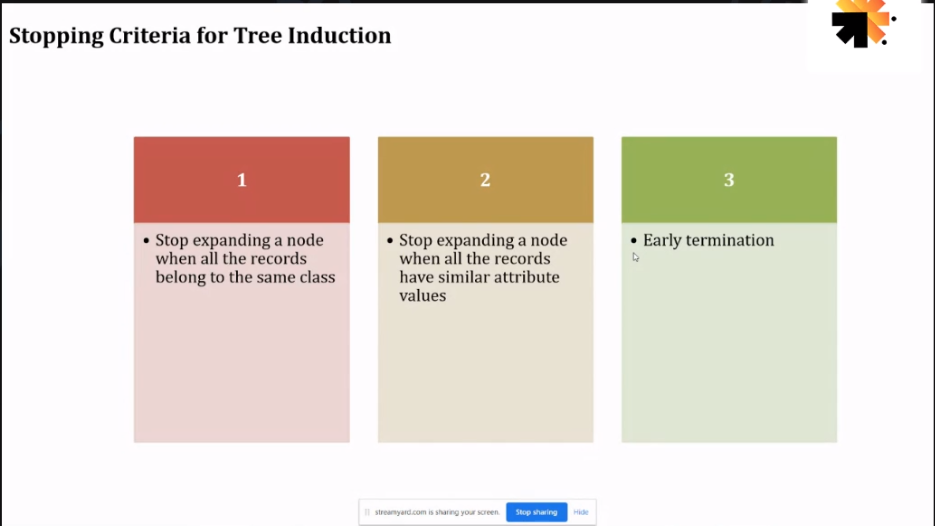 Stopping Criteria for Tree Induction
1
• Stop expanding a node
when all the records
belong to the same class
2
• Stop expanding a node
when all the records
have similar attribute
values
3
• Early termination
streamyard.com is sharing your screen.
Stop sharing
Hide